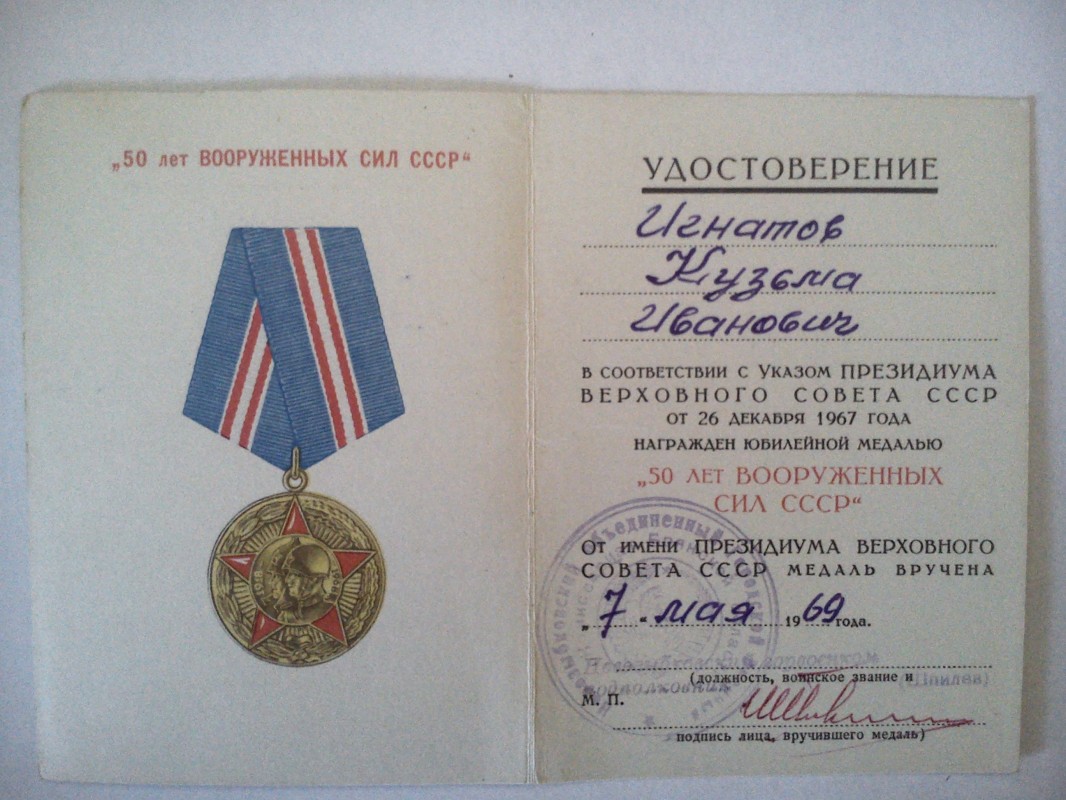 „50 лет ВООРУЖЕННЫХ СИЛ СССР“
УДОСТОВЕРЕНИЕ
Игнатов
Кузьма
Иванович
В СООТВЕТСТВИИ С УКАЗОМ ПРЕЗИДИУМА
ВЕРХОВНОГО СОВЕТА СССР
ОТ 26 ДЕКАБРЯ 1967 ГОДА
НАГРАЖДЕН ЮБИЛЕЙНОЙ МЕДАЛЬЮ
„50 ЛЕТ ВООРУЖЕННЫХ
СИЛ СССР“
ОТ ИМЕНИ ПРЕЗИДИУМА ВЕРХОВНОГО
СОВЕТА СССР МЕДАЛЬ ВРУЧЕНА
„7" мая 1969 года.
горвоенком
(должность, воинское звание и
подполковник
М. П.
подпись лица, вручившего медаль)